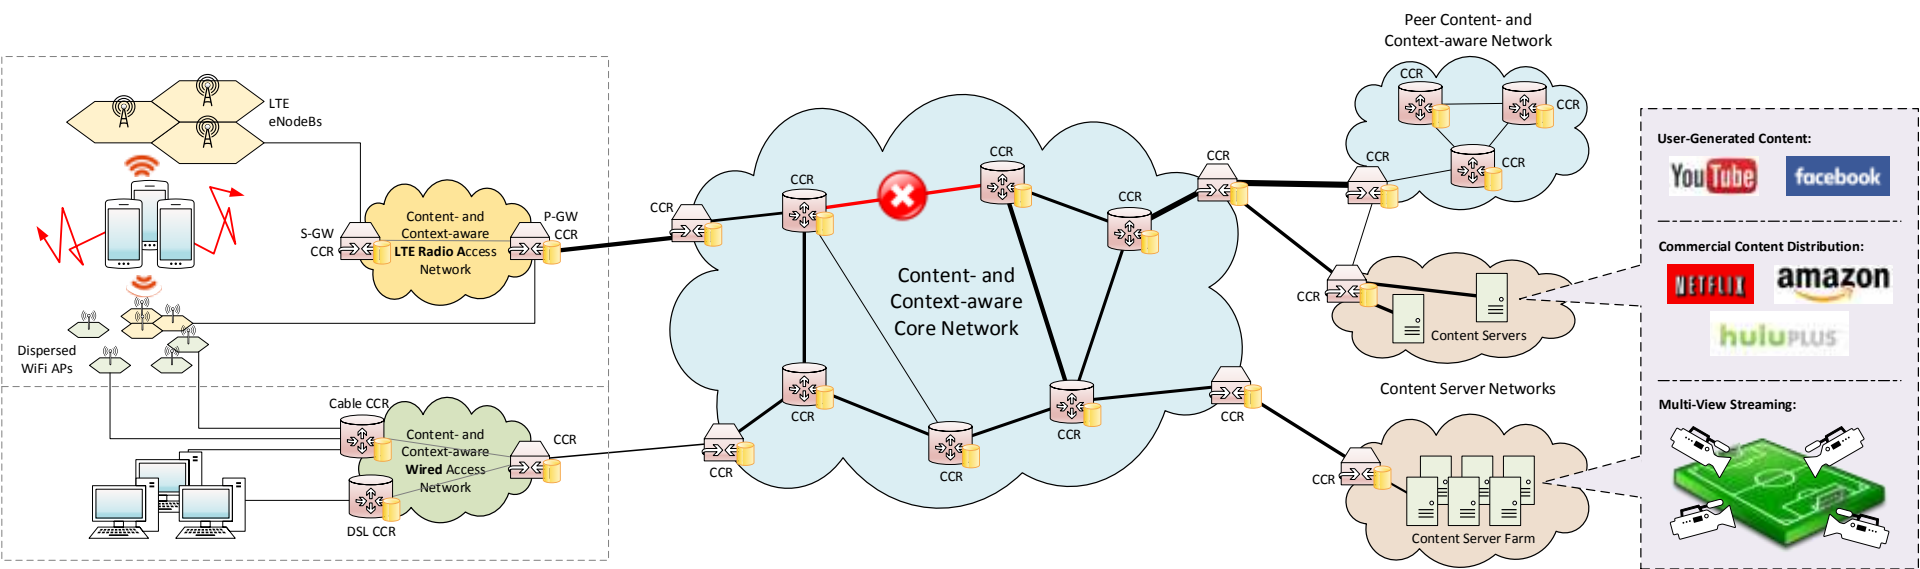 Peer Content- and
Context-aware Network
CCR
CCR
CCR
CCR
LTE
eNodeBs
S-GW
CCR
Content- and
Context-aware
LTE Radio Access
Network
P-GW
CCR
CCR
CCR
CCR
CCR
CCR
Content- and
Context-aware
Core Network
CCR
CCR
CCR
CCR
CCR
CCR
Content Servers
Content Server Networks
CCR
Content Server Farm
Dispersed
WiFi APs
Cable CCR
Content- and
Context-aware
Wired Access
Network
CCR
DSL CCR
User-Generated Content:
YouTube
facebook
Commercial Content Distribution:
NETFLIX
amazon
huluPLUS
Multi-View Streaming: